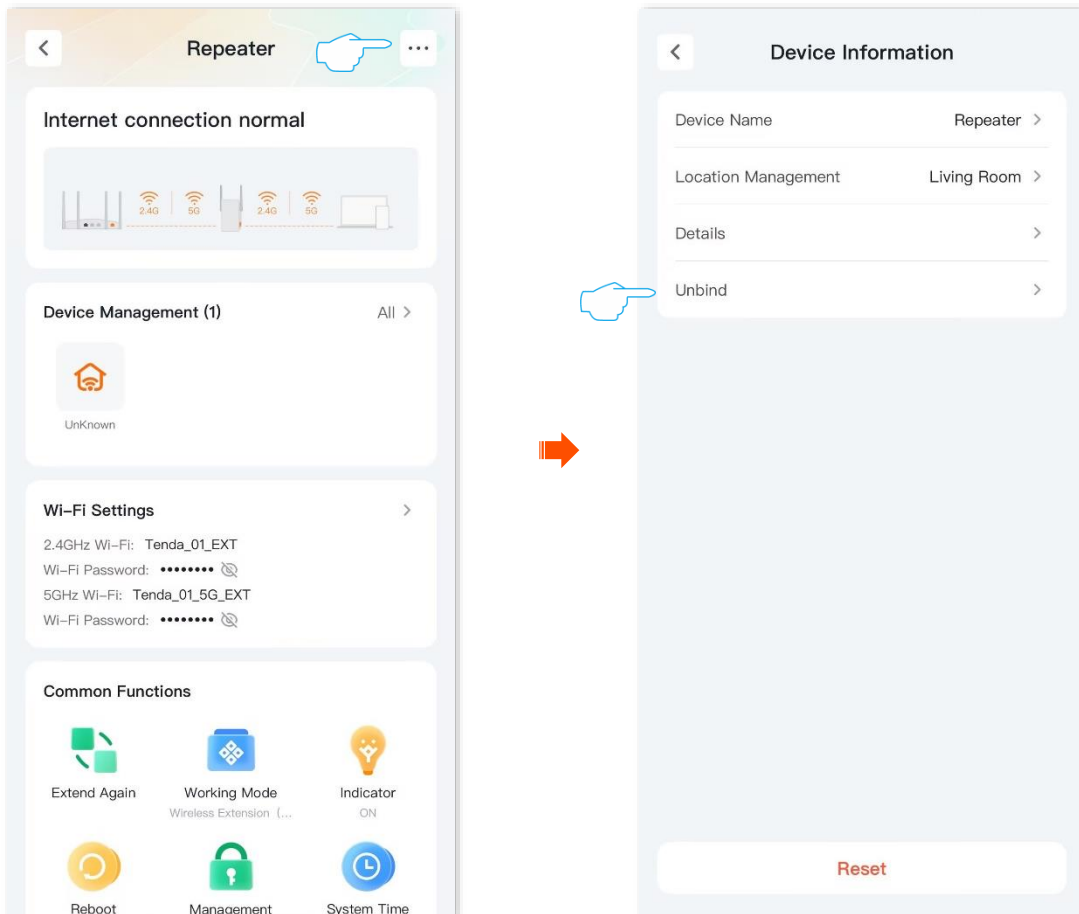 Repeater
...
Internet connection normal
2.4G 5G 2.4G 5G
Device Management (1) All >
UnKnown
Wi-Fi Settings >
2.4GHz Wi-Fi: Tenda_01_EXT
Wi-Fi Password: ••••••••
5GHz Wi-Fi: Tenda_01_5G_EXT
Wi-Fi Password: ••••••••
Common Functions
Extend Again Working Mode Indicator
Wireless Extension (... ON
Reboot Management System Time
Device Information
Device Name Repeater >
Location Management Living Room >
Details >
Unbind >
Reset